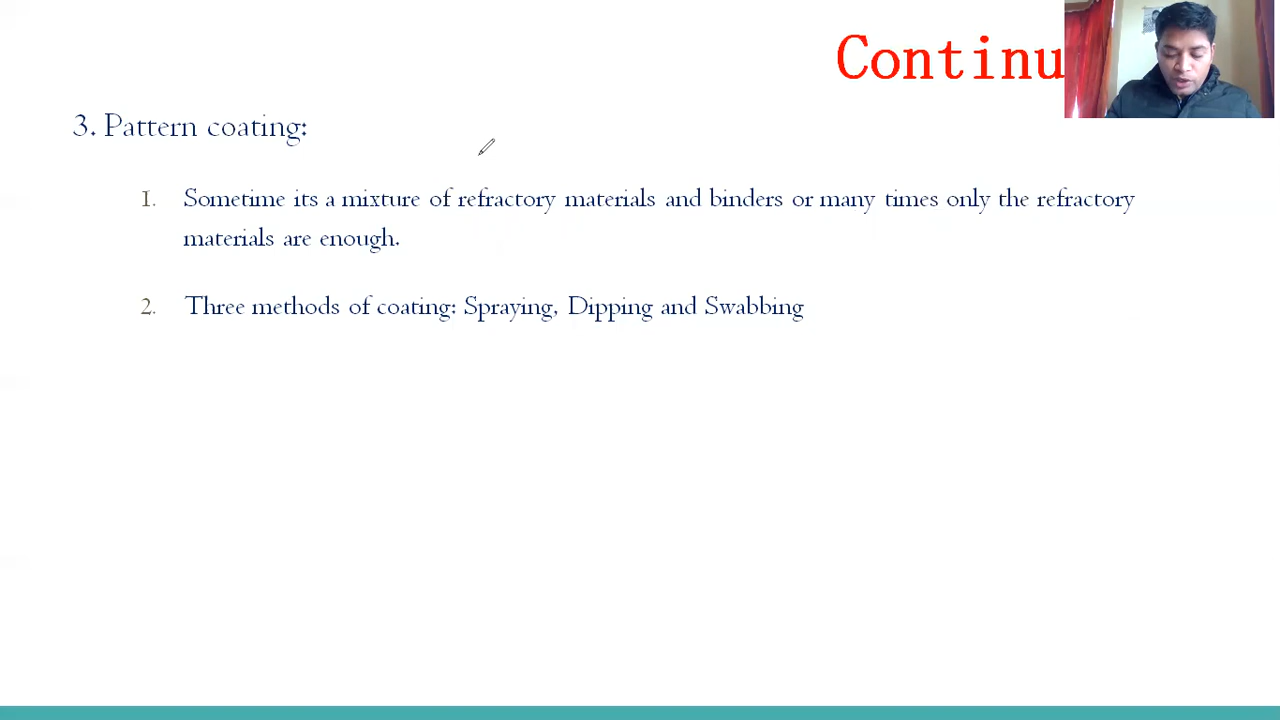 Continu
3. Pattern coating:
1. Sometime its a mixture of refractory materials and binders or many times only the refractory
materials are enough.
2. Three methods of coating: Spraying, Dipping and Swabbing